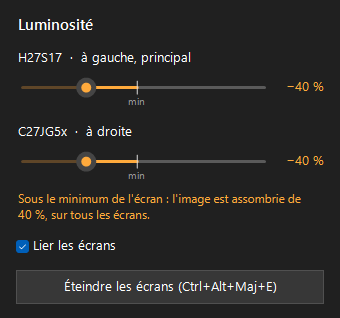 Luminosité
H27S17 · à gauche, principal
−40 %
min
C27JG5x · à droite
−40 %
min
Sous le minimum de l'écran : l'image est assombrie de
40 %, sur tous les écrans.
Lier les écrans
Éteindre les écrans (Ctrl+Alt+Maj+E)